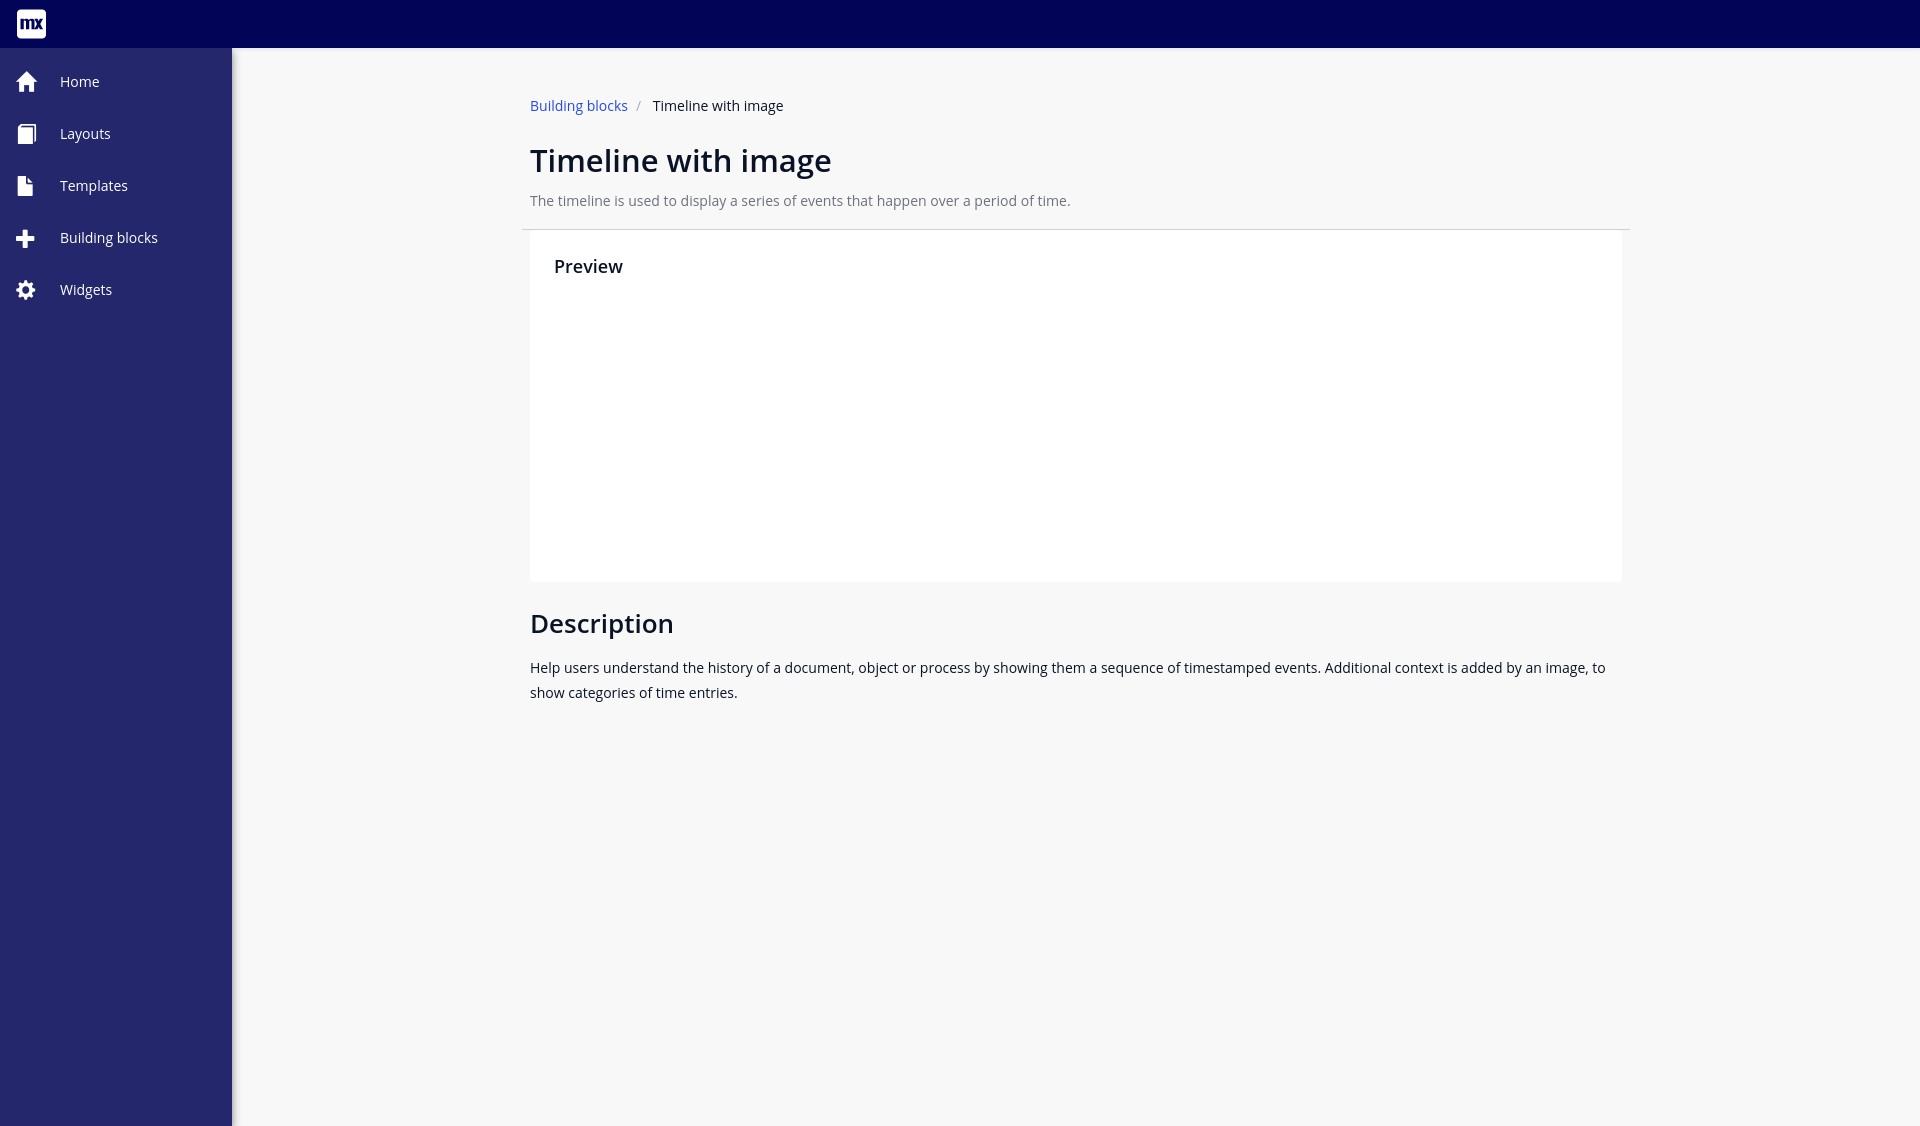 mx
Home
Layouts
Templates
Building blocks
Widgets
Building blocks / Timeline with image
Timeline with image
The timeline is used to display a series of events that happen over a period of time.
Preview
Description
Help users understand the history of a document, object or process by showing them a sequence of timestamped events. Additional context is added by an image, to
show categories of time entries.